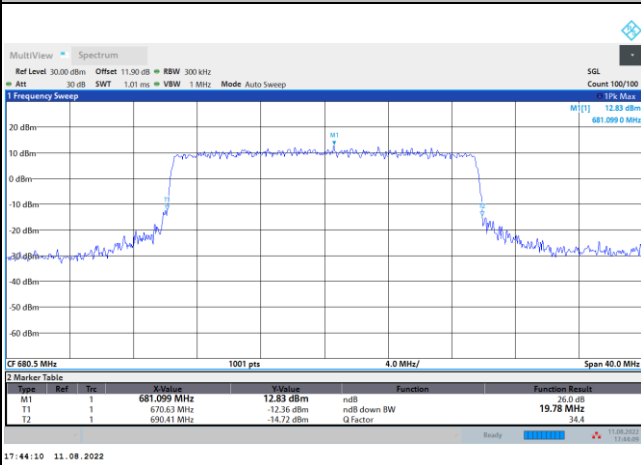 MultiView Spectrum
Ref Level 30.00 dBm Offset 11.90 dB RBW 300 kHz SGL
Att 30 dB SWT 1.01 ms VBW 1 MHz Mode Auto Sweep Count 100/100
1 Frequency Sweep 1Pk Max
M1[1] 12.83 dBm
681.099 0 MHz
20 dBm
M1
10 dBm
0 dBm
-10 dBm
-20 dBm
-30 dBm
-40 dBm
-50 dBm
-60 dBm
CF 680.5 MHz 1001 pts 4.0 MHz/ Span 40.0 MHz
2 Marker Table
Type Ref Trc X-Value Y-Value Function Function Result
M1 1 681.099 MHz 12.83 dBm ndB 26.0 dB
T1 1 670.63 MHz -12.36 dBm ndB down BW 19.78 MHz
T2 1 690.41 MHz -14.72 dBm Q Factor 34.4
Ready 11.08.2022
17:44:09
17:44:10 11.08.2022